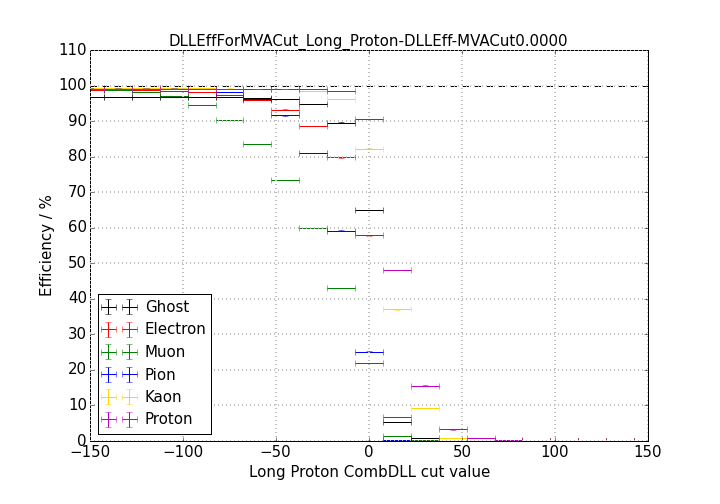 DLLEffForMVACut_Long_Proton-DLLEff-MVACut0.0000
110
100
90
80
70
60
50
40
30
20
10
0
Efficiency / %
Ghost
Electron
Muon
Pion
Kaon
Proton
−150 −100 −50 0 50 100 150
Long Proton CombDLL cut value